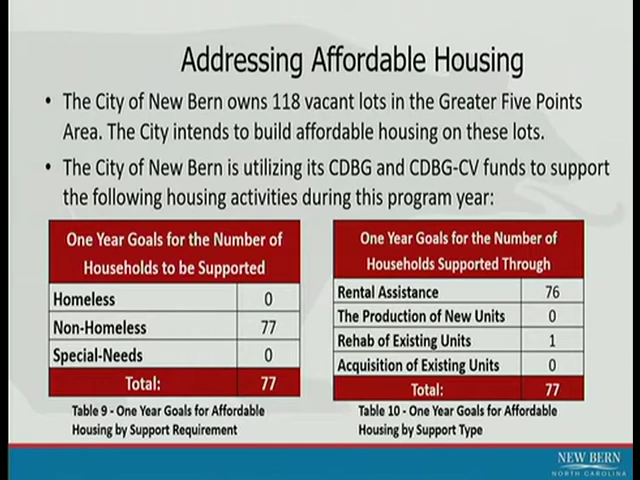 Addressing Affordable Housing
• The City of New Bern owns 118 vacant lots in the Greater Five Points
Area. The City intends to build affordable housing on these lots.
• The City of New Bern is utilizing its CDBG and CDBG-CV funds to support
the following housing activities during this program year:
One Year Goals for the Number of
Households to be Supported
Homeless 0
Non-Homeless 77
Special-Needs 0
Total: 77
Table 9 - One Year Goals for Affordable
Housing by Support Requirement
One Year Goals for the Number of
Households Supported Through
Rental Assistance 76
The Production of New Units 0
Rehab of Existing Units 1
Acquisition of Existing Units 0
Total: 77
Table 10 - One Year Goals for Affordable
Housing by Support Type
NEW BERN
NORTH CAROLINA